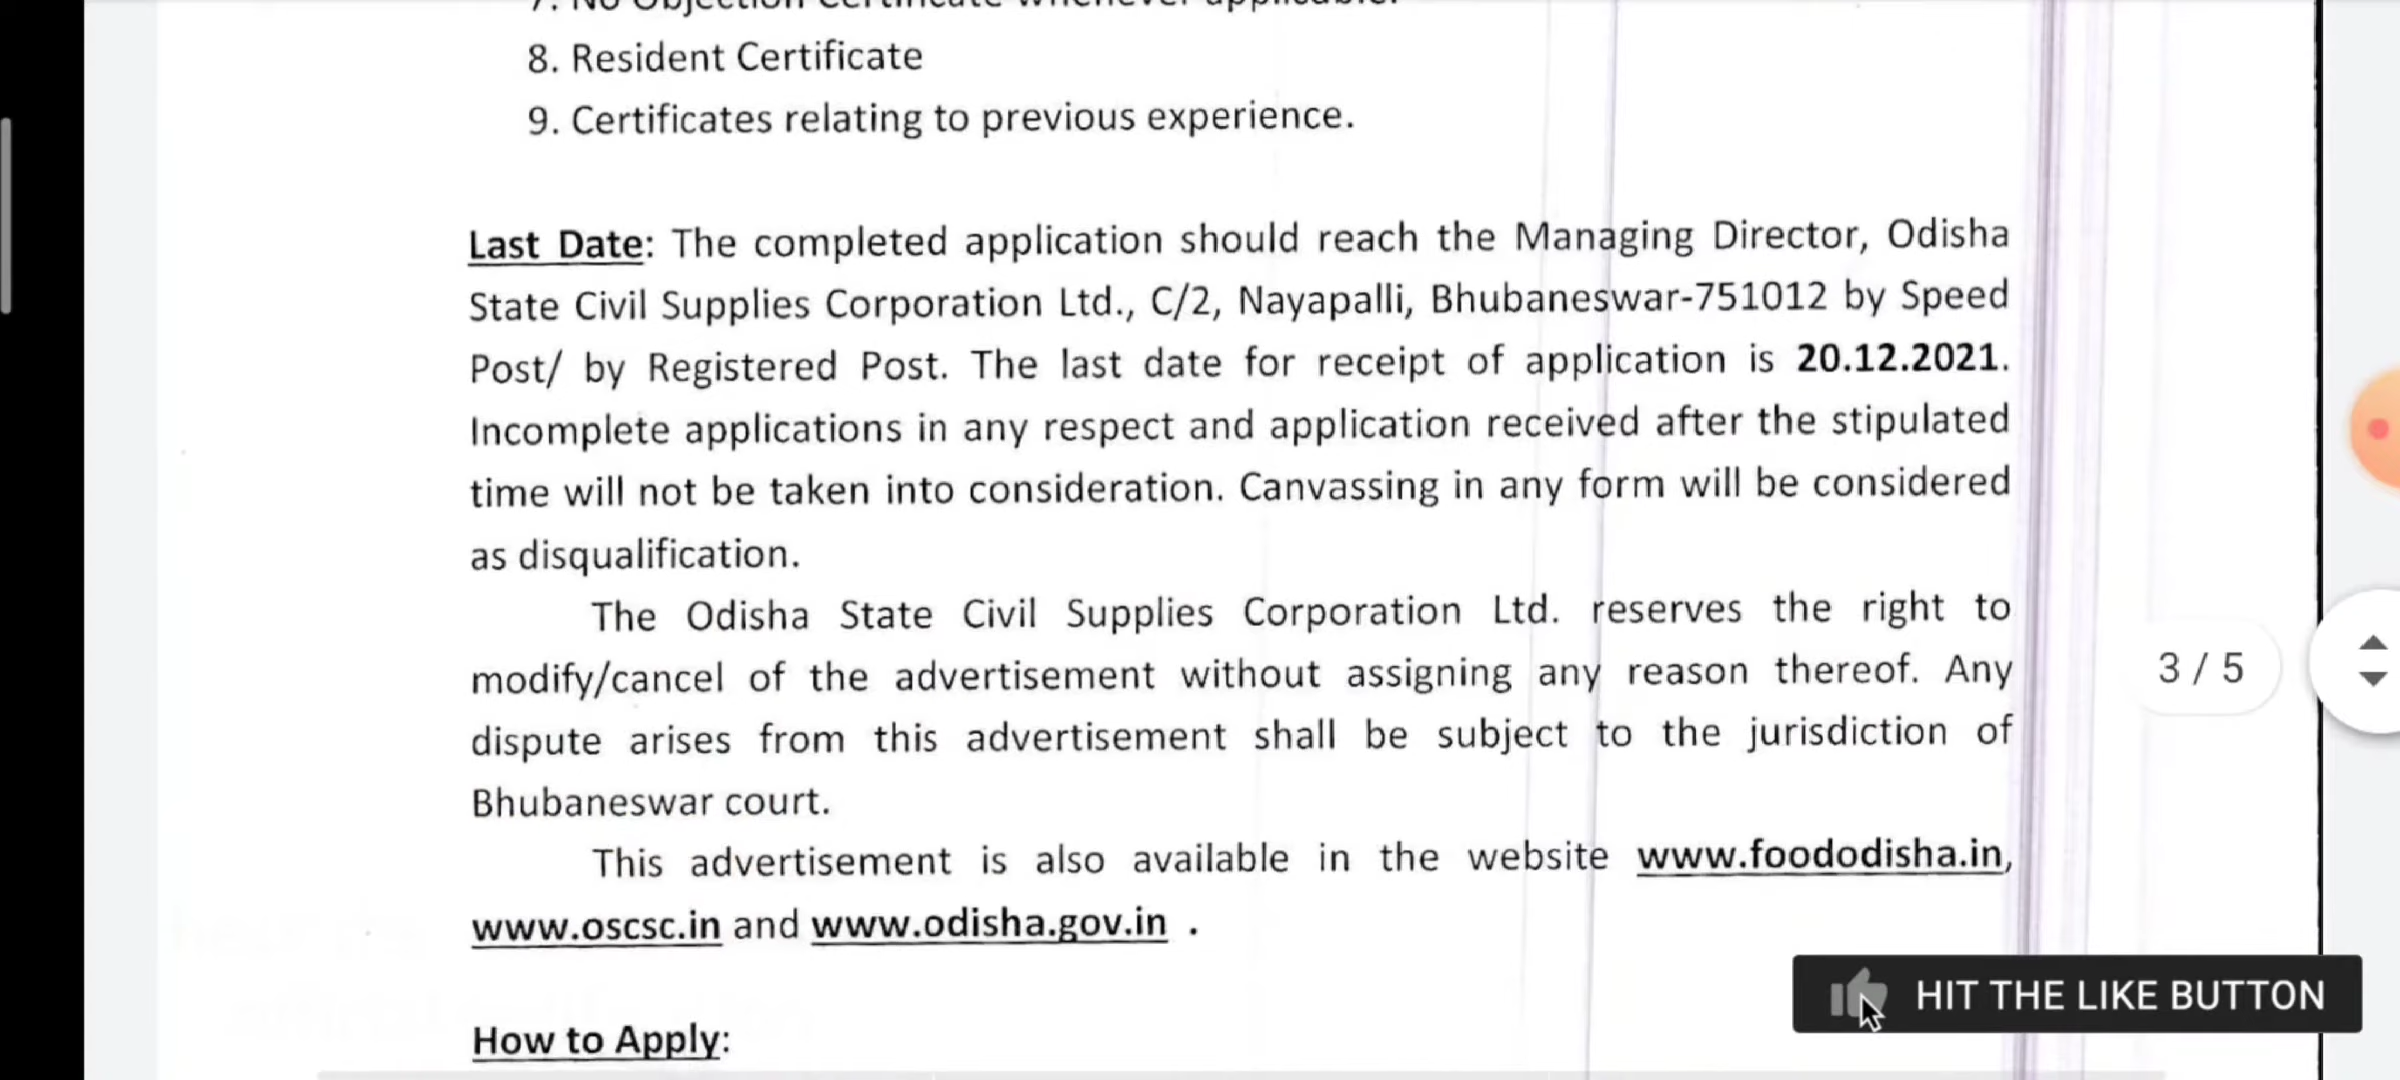 7. No Objection Certificate whenever applicable.
8. Resident Certificate
9. Certificates relating to previous experience.
Last Date: The completed application should reach the Managing Director, Odisha
State Civil Supplies Corporation Ltd., C/2, Nayapalli, Bhubaneswar-751012 by Speed
Post/ by Registered Post. The last date for receipt of application is 20.12.2021.
Incomplete applications in any respect and application received after the stipulated
time will not be taken into consideration. Canvassing in any form will be considered
as disqualification.
The Odisha State Civil Supplies Corporation Ltd. reserves the right to
modify/cancel of the advertisement without assigning any reason thereof. Any
dispute arises from this advertisement shall be subject to the jurisdiction of
Bhubaneswar court.
This advertisement is also available in the website www.foododisha.in,
www.oscsc.in and www.odisha.gov.in .
How to Apply:
3 / 5
HIT THE LIKE BUTTON